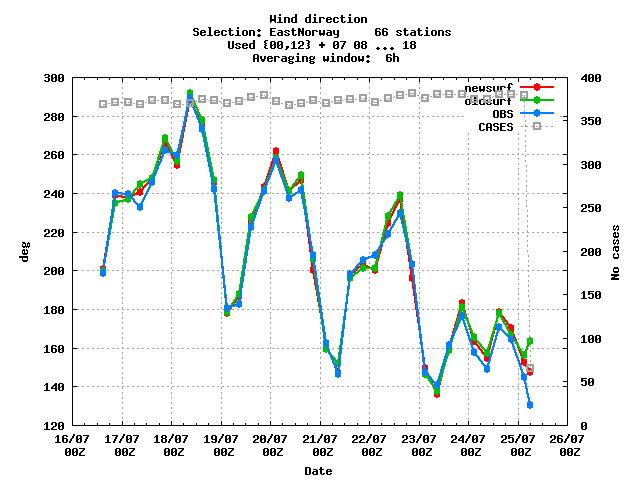 Wind direction
Selection: EastNorway     66 stations
Used {00,12} + 07 08 ... 18
Averaging window:  6h
newsurf
oldsurf
OBS
CASES
300
280
260
240
220
200
180
160
140
120
deg
400
350
300
250
200
150
100
50
0
No cases
16/07 17/07 18/07 19/07 20/07 21/07 22/07 23/07 24/07 25/07 26/07
00Z 00Z 00Z 00Z 00Z 00Z 00Z 00Z 00Z 00Z 00Z
Date